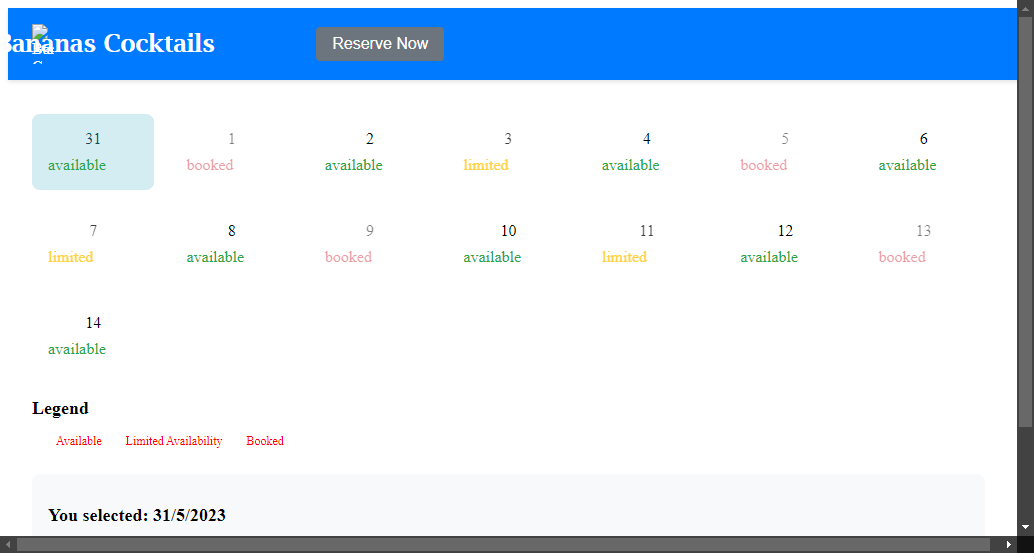 Bananas Cocktails
Reserve Now
31 1 2 3 4 5 6
available booked available limited available booked available
7 8 9 10 11 12 13
limited available booked available limited available booked
14
available
Legend
Available Limited Availability Booked
You selected: 31/5/2023